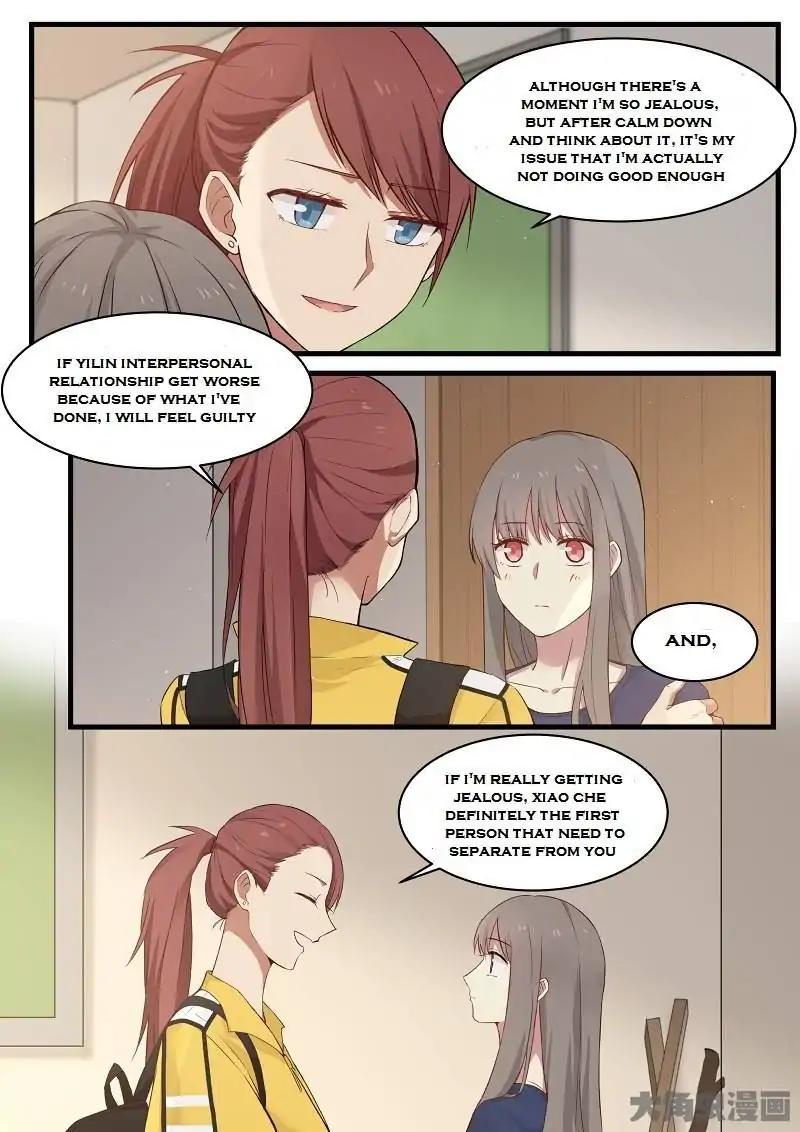 ALTHOUGH THERE'S A
MOMENT I'M SO JEALOUS,
BUT AFTER CALM DOWN
AND THINK ABOUT IT, IT'S MY
ISSUE THAT I'M ACTUALLY
NOT DOING GOOD ENOUGH
IF YILIN INTERPERSONAL
RELATIONSHIP GET WORSE
BECAUSE OF WHAT I'VE
DONE, I WILL FEEL GUILTY
AND,
IF I'M REALLY GETTING
JEALOUS, XIAO CHE
DEFINITELY THE FIRST
PERSON THAT NEED TO
SEPARATE FROM YOU
大角虫漫画